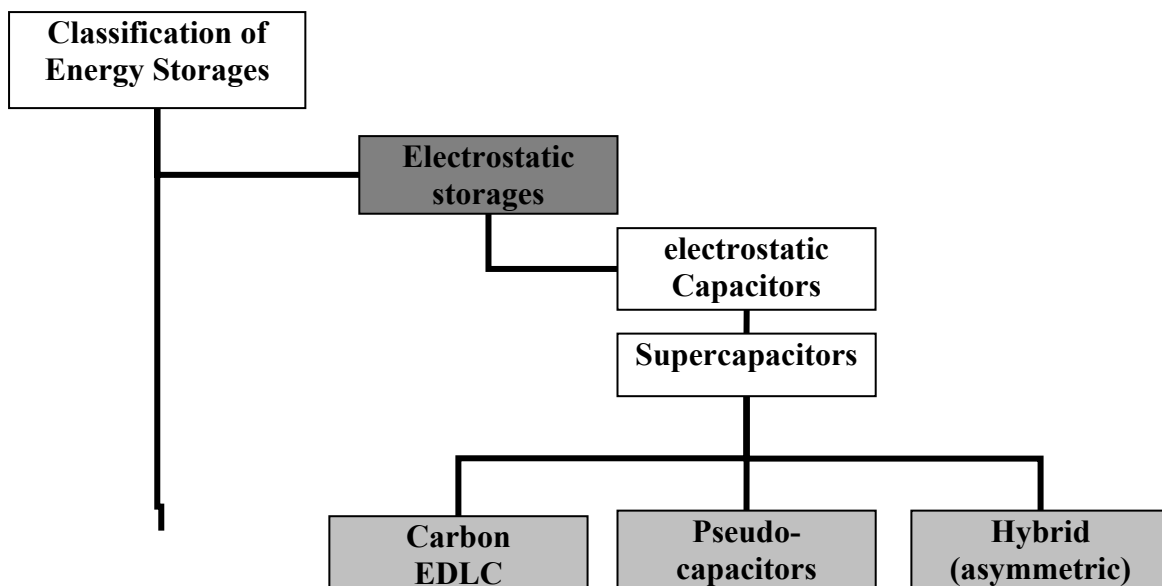 Classification of
Energy Storages
Electrostatic
storages
electrostatic
Capacitors
Supercapacitors
Carbon
EDLC
Pseudo-
capacitors
Hybrid
(asymmetric)